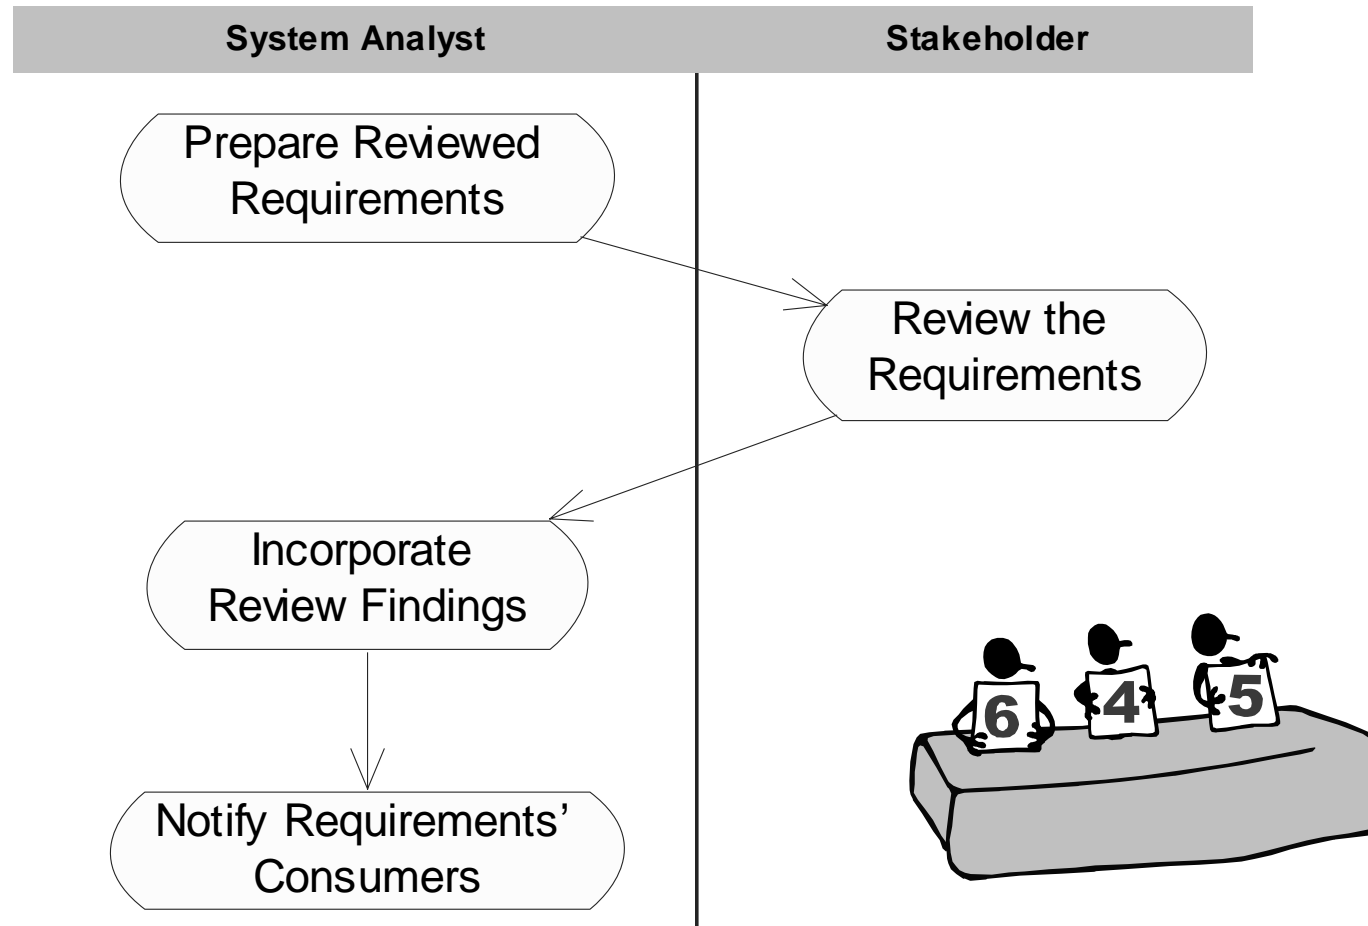 System Analyst
Stakeholder
Prepare Reviewed
Requirements
Review the
Requirements
Incorporate
Review Findings
Notify Requirements’
Consumers
6
4
5